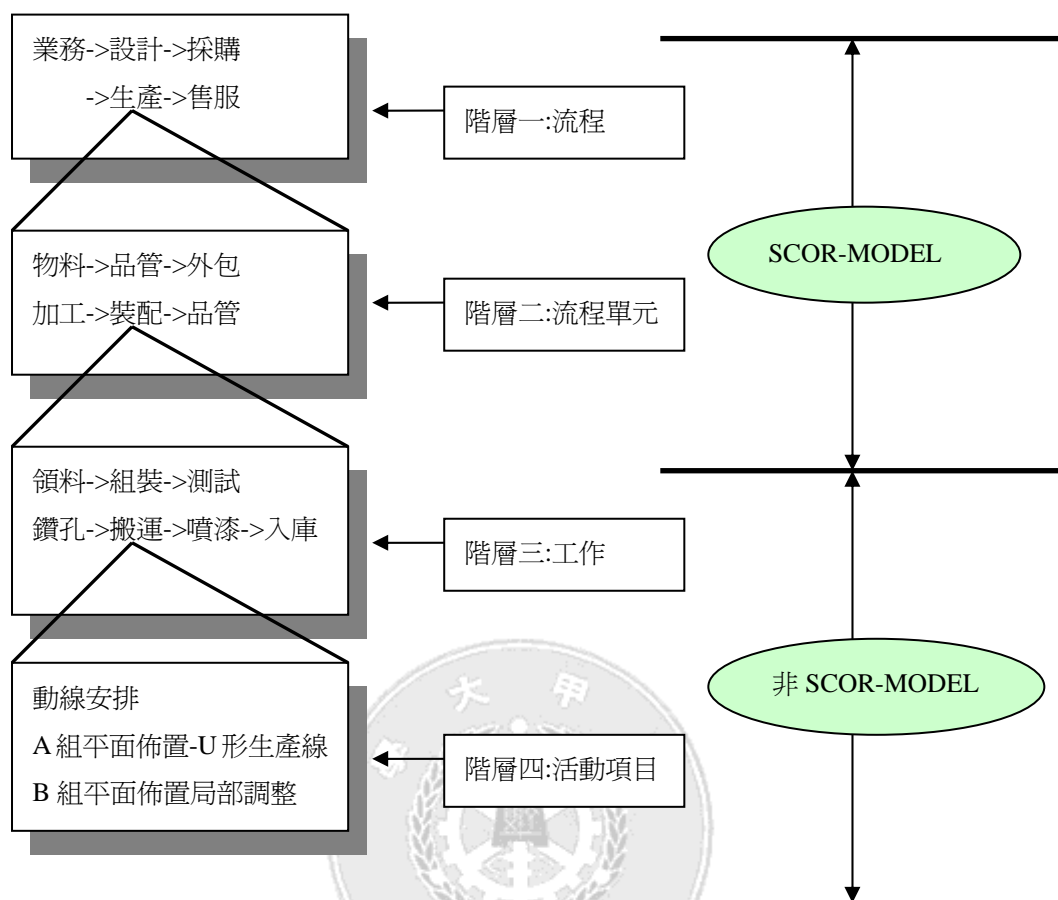 業務->設計->採購
->生產->售服
階層一:流程
SCOR-MODEL
物料->品管->外包
加工->裝配->品管
階層二:流程單元
領料->組裝->測試
鑽孔->搬運->噴漆->入庫
階層三:工作
非 SCOR-MODEL
動線安排
A 組平面佈置-U 形生產線
B 組平面佈置局部調整
階層四:活動項目
大 甲